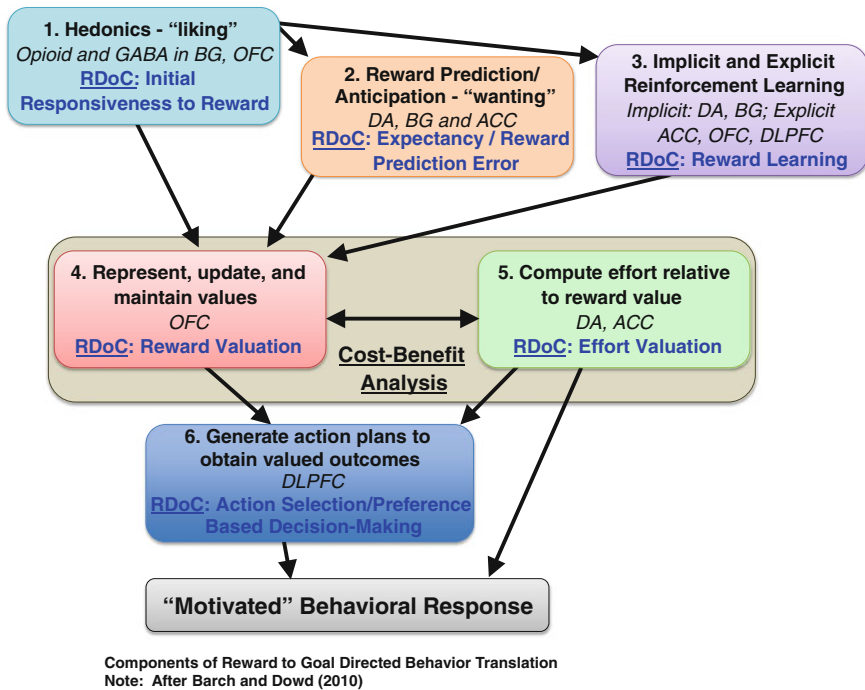 1. Hedonics - “liking”
Opioid and GABA in BG, OFC
RDoC: Initial
Responsiveness to Reward
2. Reward Prediction/
Anticipation - “wanting”
DA, BG and ACC
RDoC: Expectancy / Reward
Prediction Error
3. Implicit and Explicit
Reinforcement Learning
Implicit: DA, BG; Explicit
ACC, OFC, DLPFC
RDoC: Reward Learning
4. Represent, update, and
maintain values
OFC
RDoC: Reward Valuation
5. Compute effort relative
to reward value
DA, ACC
RDoC: Effort Valuation
Cost-Benefit
Analysis
6. Generate action plans to
obtain valued outcomes
DLPFC
RDoC: Action Selection/Preference
Based Decision-Making
“Motivated” Behavioral Response
Components of Reward to Goal Directed Behavior Translation
Note: After Barch and Dowd (2010)